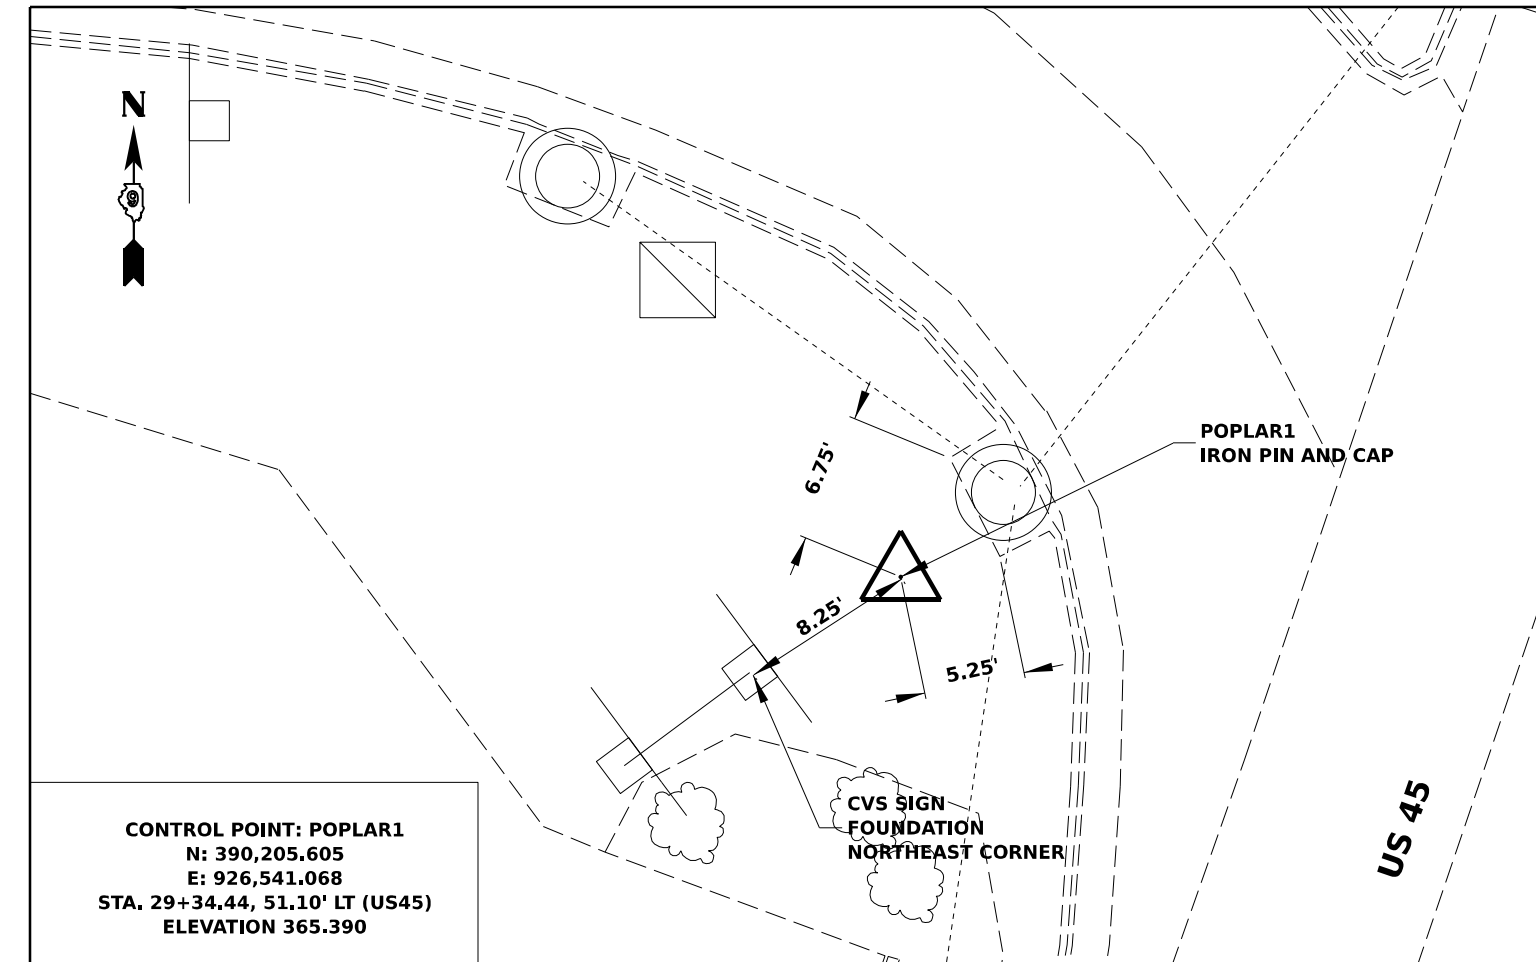 N
9
6.75'
POPLAR1
IRON PIN AND CAP
8.25'
5.25'
CVS SIGN
FOUNDATION
NORTHEAST CORNER
US 45
CONTROL POINT: POPLAR1
N: 390,205.605
E: 926,541.068
STA. 29+34.44, 51.10' LT (US45)
ELEVATION 365.390